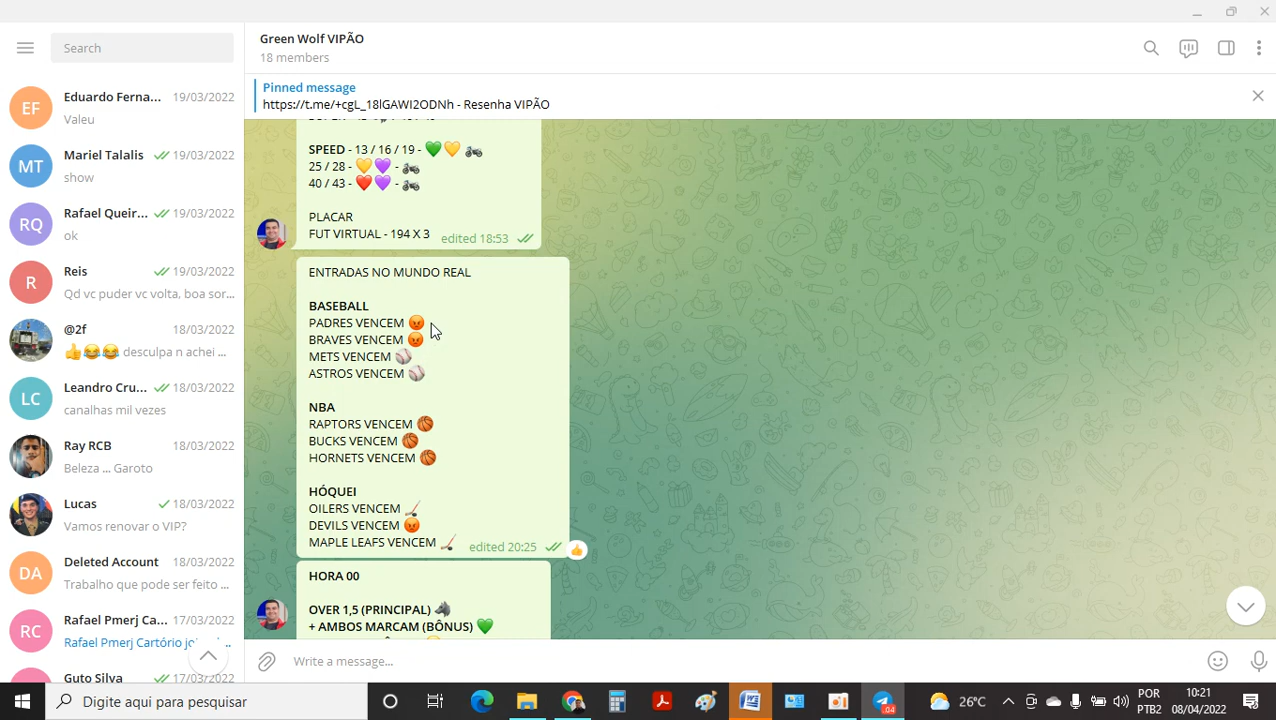 Search
Eduardo Ferna... 19/03/2022
EF
Valeu
Mariel Talalis 19/03/2022
MT
show
Rafael Queir... 19/03/2022
RQ
ok
Reis 19/03/2022
R
Qd vc puder vc volta, boa sor...
@2f 18/03/2022
desculpa n achei ...
Leandro Cru... 18/03/2022
LC
canalhas mil vezes
Ray RCB 18/03/2022
Beleza ... Garoto
Lucas 18/03/2022
Vamos renovar o VIP?
Deleted Account 18/03/2022
DA
Trabalho que pode ser feito ...
Rafael Pmerj Ca... 17/03/2022
RC
Rafael Pmerj Cartório
Guto Silva 17/03/2022
Green Wolf VIPÃO
18 members
Pinned message
https://t.me/+cgL_18lGAWI2ODNh - Resenha VIPÃO
SPEED - 13 / 16 / 19 - 💚💛 🏍
25 / 28 - 💛💜 - 🏍
40 / 43 - ❤💜 - 🏍
PLACAR
FUT VIRTUAL - 194 X 3
edited 18:53
ENTRADAS NO MUNDO REAL
BASEBALL
PADRES VENCEM 😡
BRAVES VENCEM 😡
METS VENCEM ⚾
ASTROS VENCEM ⚾
NBA
RAPTORS VENCEM 🏀
BUCKS VENCEM 🏀
HORNETS VENCEM 🏀
HÓQUEI
OILERS VENCEM 🏑
DEVILS VENCEM 😡
MAPLE LEAFS VENCEM 🏑
edited 20:25
HORA 00
OVER 1,5 (PRINCIPAL) 🐺
+ AMBOS MARCAM (BÔNUS) 💚
Write a message...
Digite aqui para pesquisar
04
26°C
POR
PTB2
10:21
08/04/2022